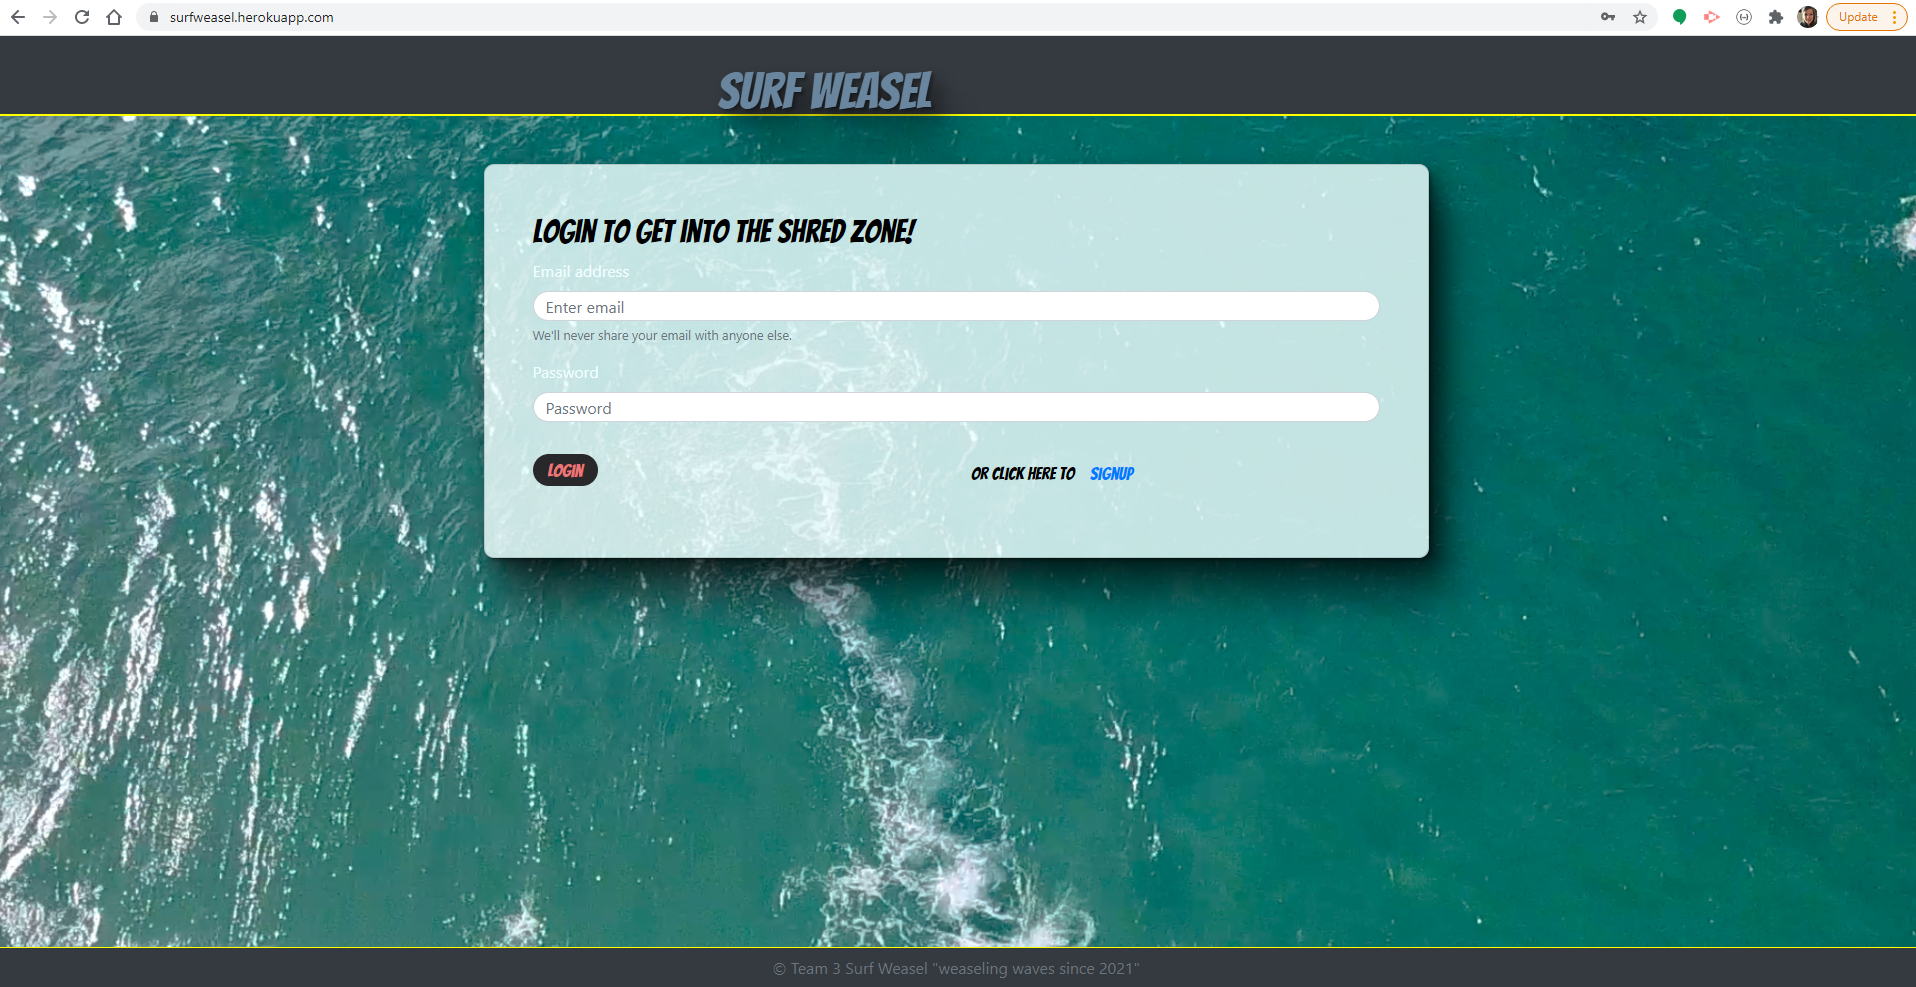 surfweasel.herokuapp.com
Update
SURF WEASEL
LOGIN TO GET INTO THE SHRED ZONE!
Email address
Enter email
We'll never share your email with anyone else.
Password
Password
LOGIN
OR CLICK HERE TO SIGNUP
© Team 3 Surf Weasel "weaseling waves since 2021"